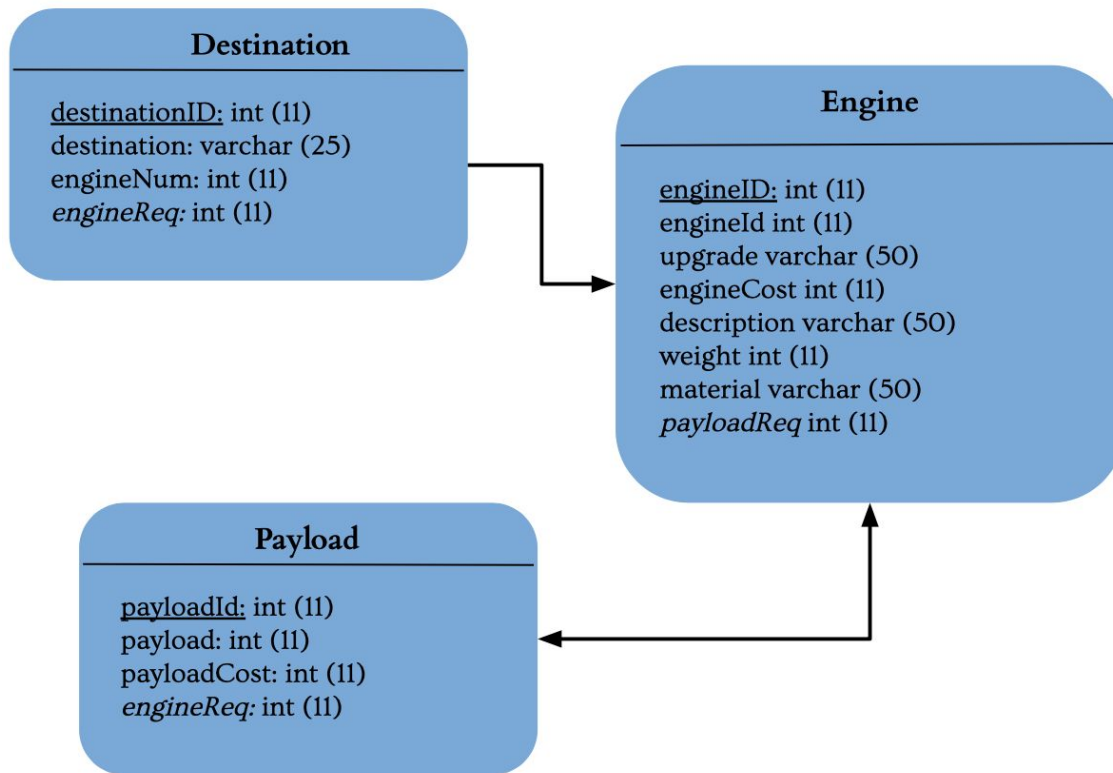 Destination
destinationID: int (11)
destination: varchar (25)
engineNum: int (11)
engineReq: int (11)
Engine
engineID: int (11)
engineId int (11)
upgrade varchar (50)
engineCost int (11)
description varchar (50)
weight int (11)
material varchar (50)
payloadReq int (11)
Payload
payloadId: int (11)
payload: int (11)
payloadCost: int (11)
engineReq: int (11)